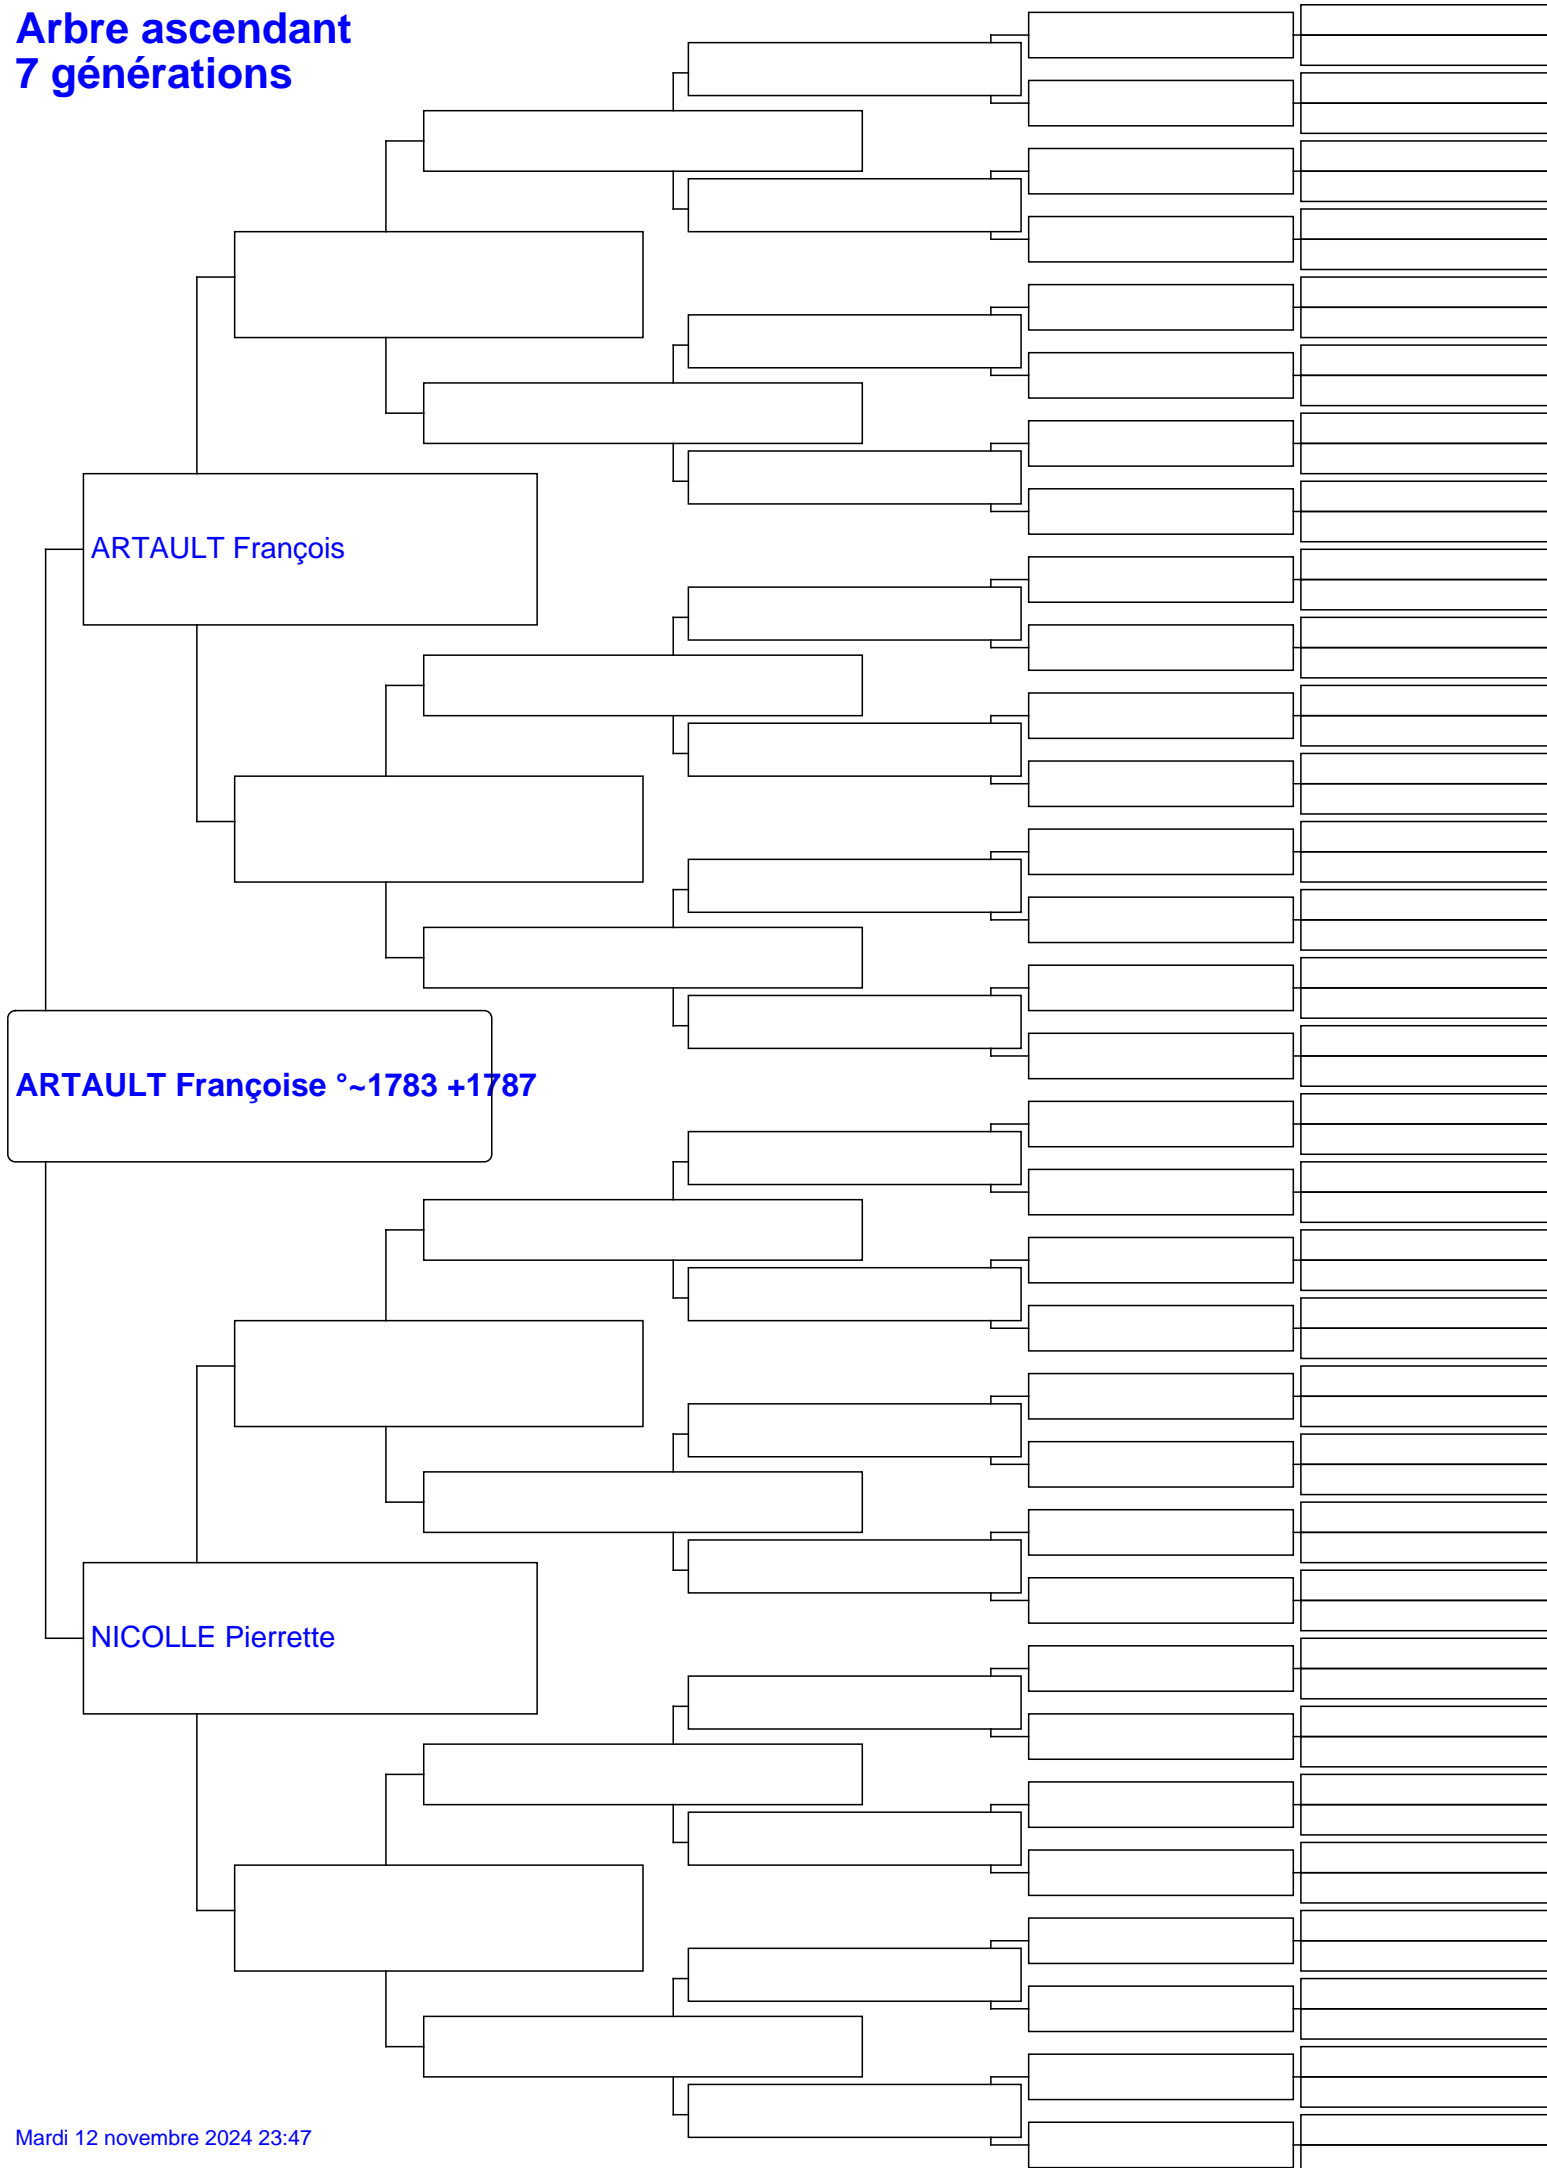 Arbre ascendant
7 générations
ARTAULT François
ARTAULT Françoise °~1783 +1787
NICOLLE Pierrette
Mardi 12 novembre 2024 23:47